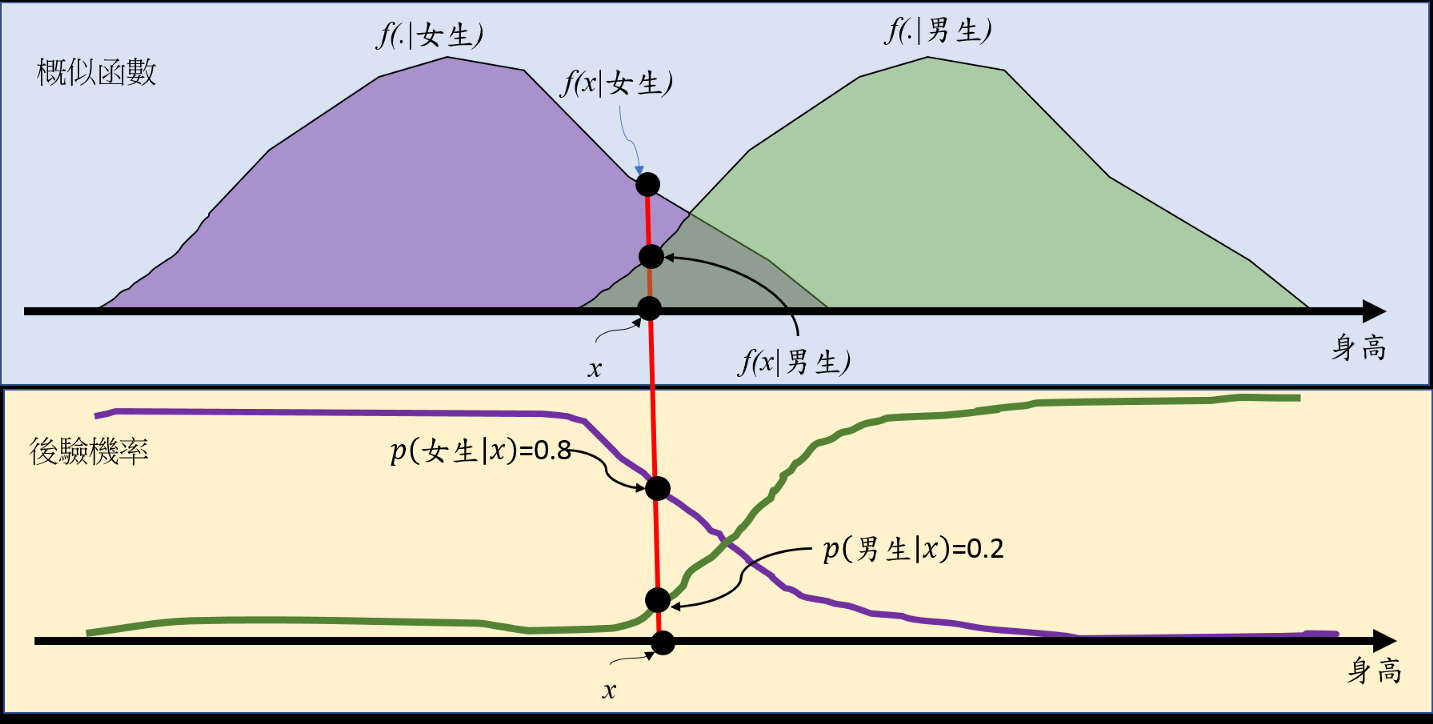 f(.|女生)
f(.|男生)
概似函數
f(x|女生)
x
f(x|男生)
身高
後驗機率
p(女生|x)=0.8
p(男生|x)=0.2
x
身高